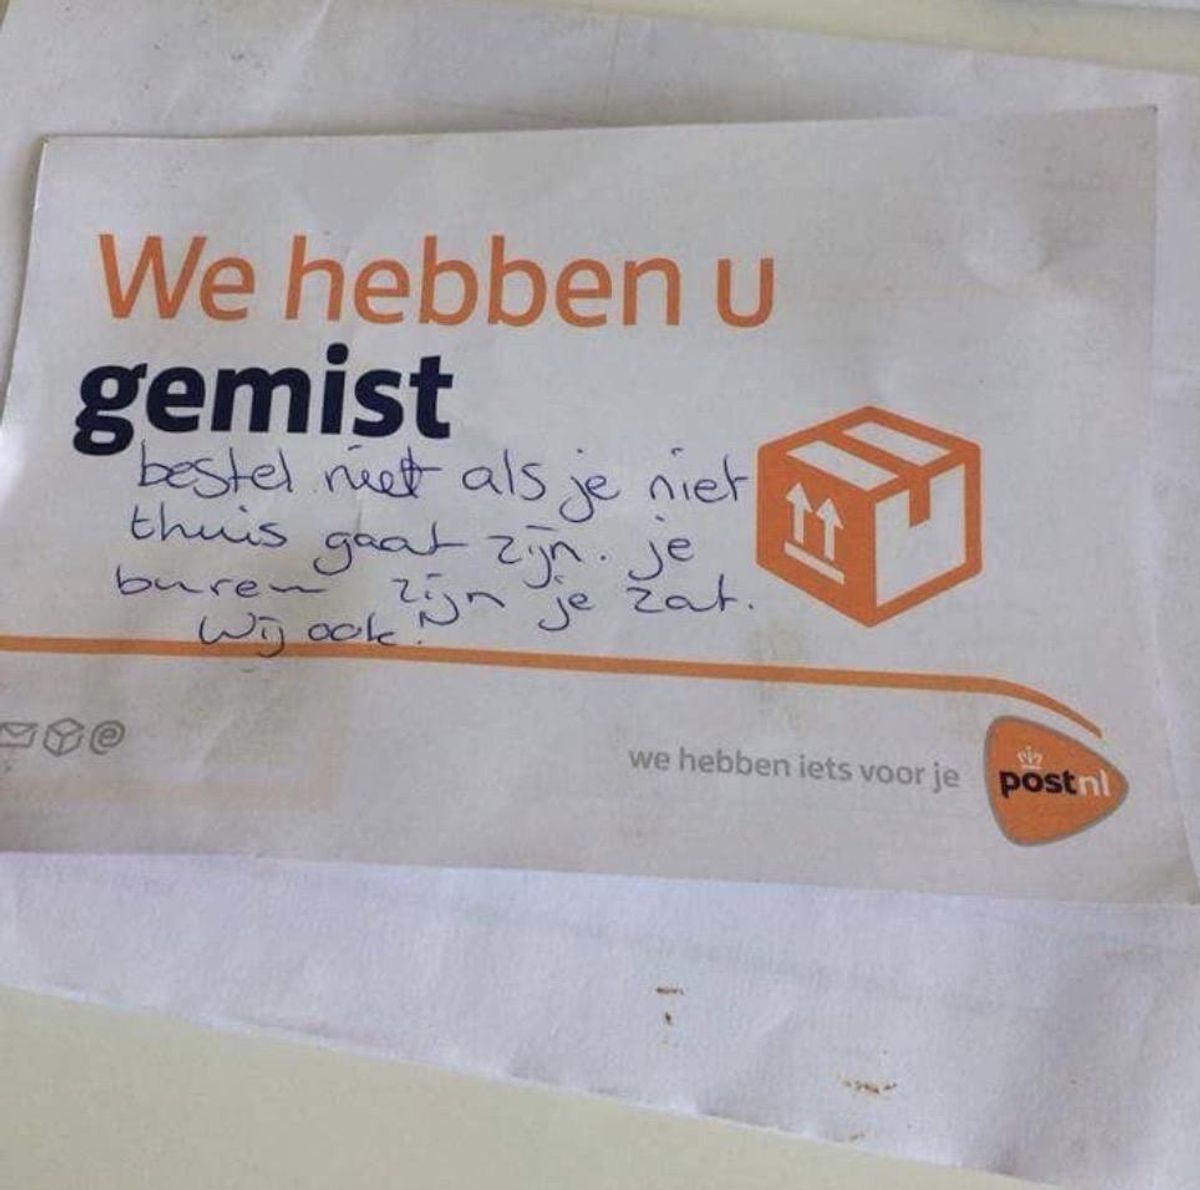 We hebben u
gemist
bestel niet als je niet
thuis gaat zijn. je
buren zijn je zat.
Wij ook!
we hebben iets voor je
postnl